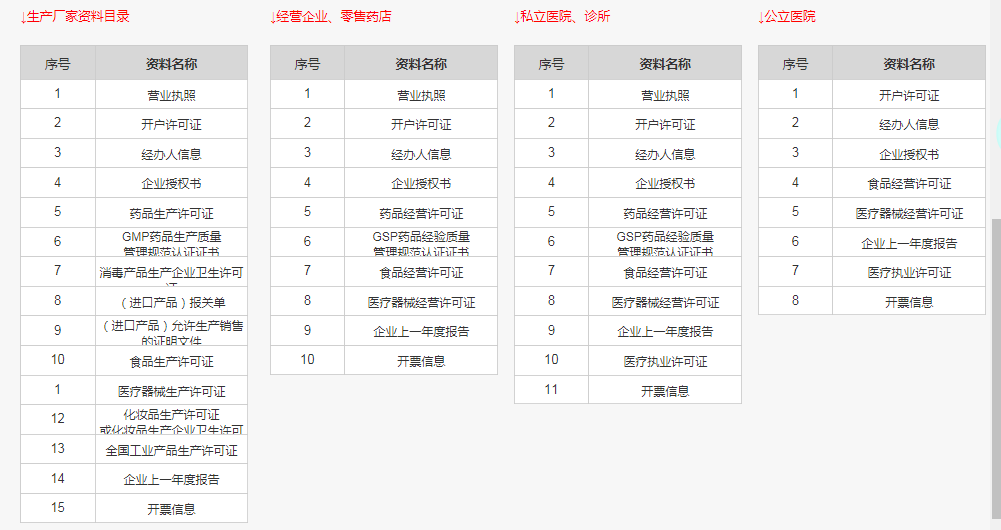 ↓生产厂家资料目录
序号 资料名称
1 营业执照
2 开户许可证
3 经办人信息
4 企业授权书
5 药品生产许可证
6 GMP药品生产质量
管理规范认证证书
7 消毒产品生产企业卫生许可
证
8 （进口产品）报关单
9 （进口产品）允许生产销售
的证明文件
10 食品生产许可证
1 医疗器械生产许可证
12 化妆品生产许可证
或化妆品生产企业卫生许可
13 全国工业产品生产许可证
14 企业上一年度报告
15 开票信息
↓经营企业、零售药店
序号 资料名称
1 营业执照
2 开户许可证
3 经办人信息
4 企业授权书
5 药品经营许可证
6 GSP药品经验质量
管理规范认证证书
7 食品经营许可证
8 医疗器械经营许可证
9 企业上一年度报告
10 开票信息
↓私立医院、诊所
序号 资料名称
1 营业执照
2 开户许可证
3 经办人信息
4 企业授权书
5 药品经营许可证
6 GSP药品经验质量
管理规范认证证书
7 食品经营许可证
8 医疗器械经营许可证
9 企业上一年度报告
10 医疗执业许可证
11 开票信息
↓公立医院
序号 资料名称
1 开户许可证
2 经办人信息
3 企业授权书
4 食品经营许可证
5 医疗器械经营许可证
6 企业上一年度报告
7 医疗执业许可证
8 开票信息